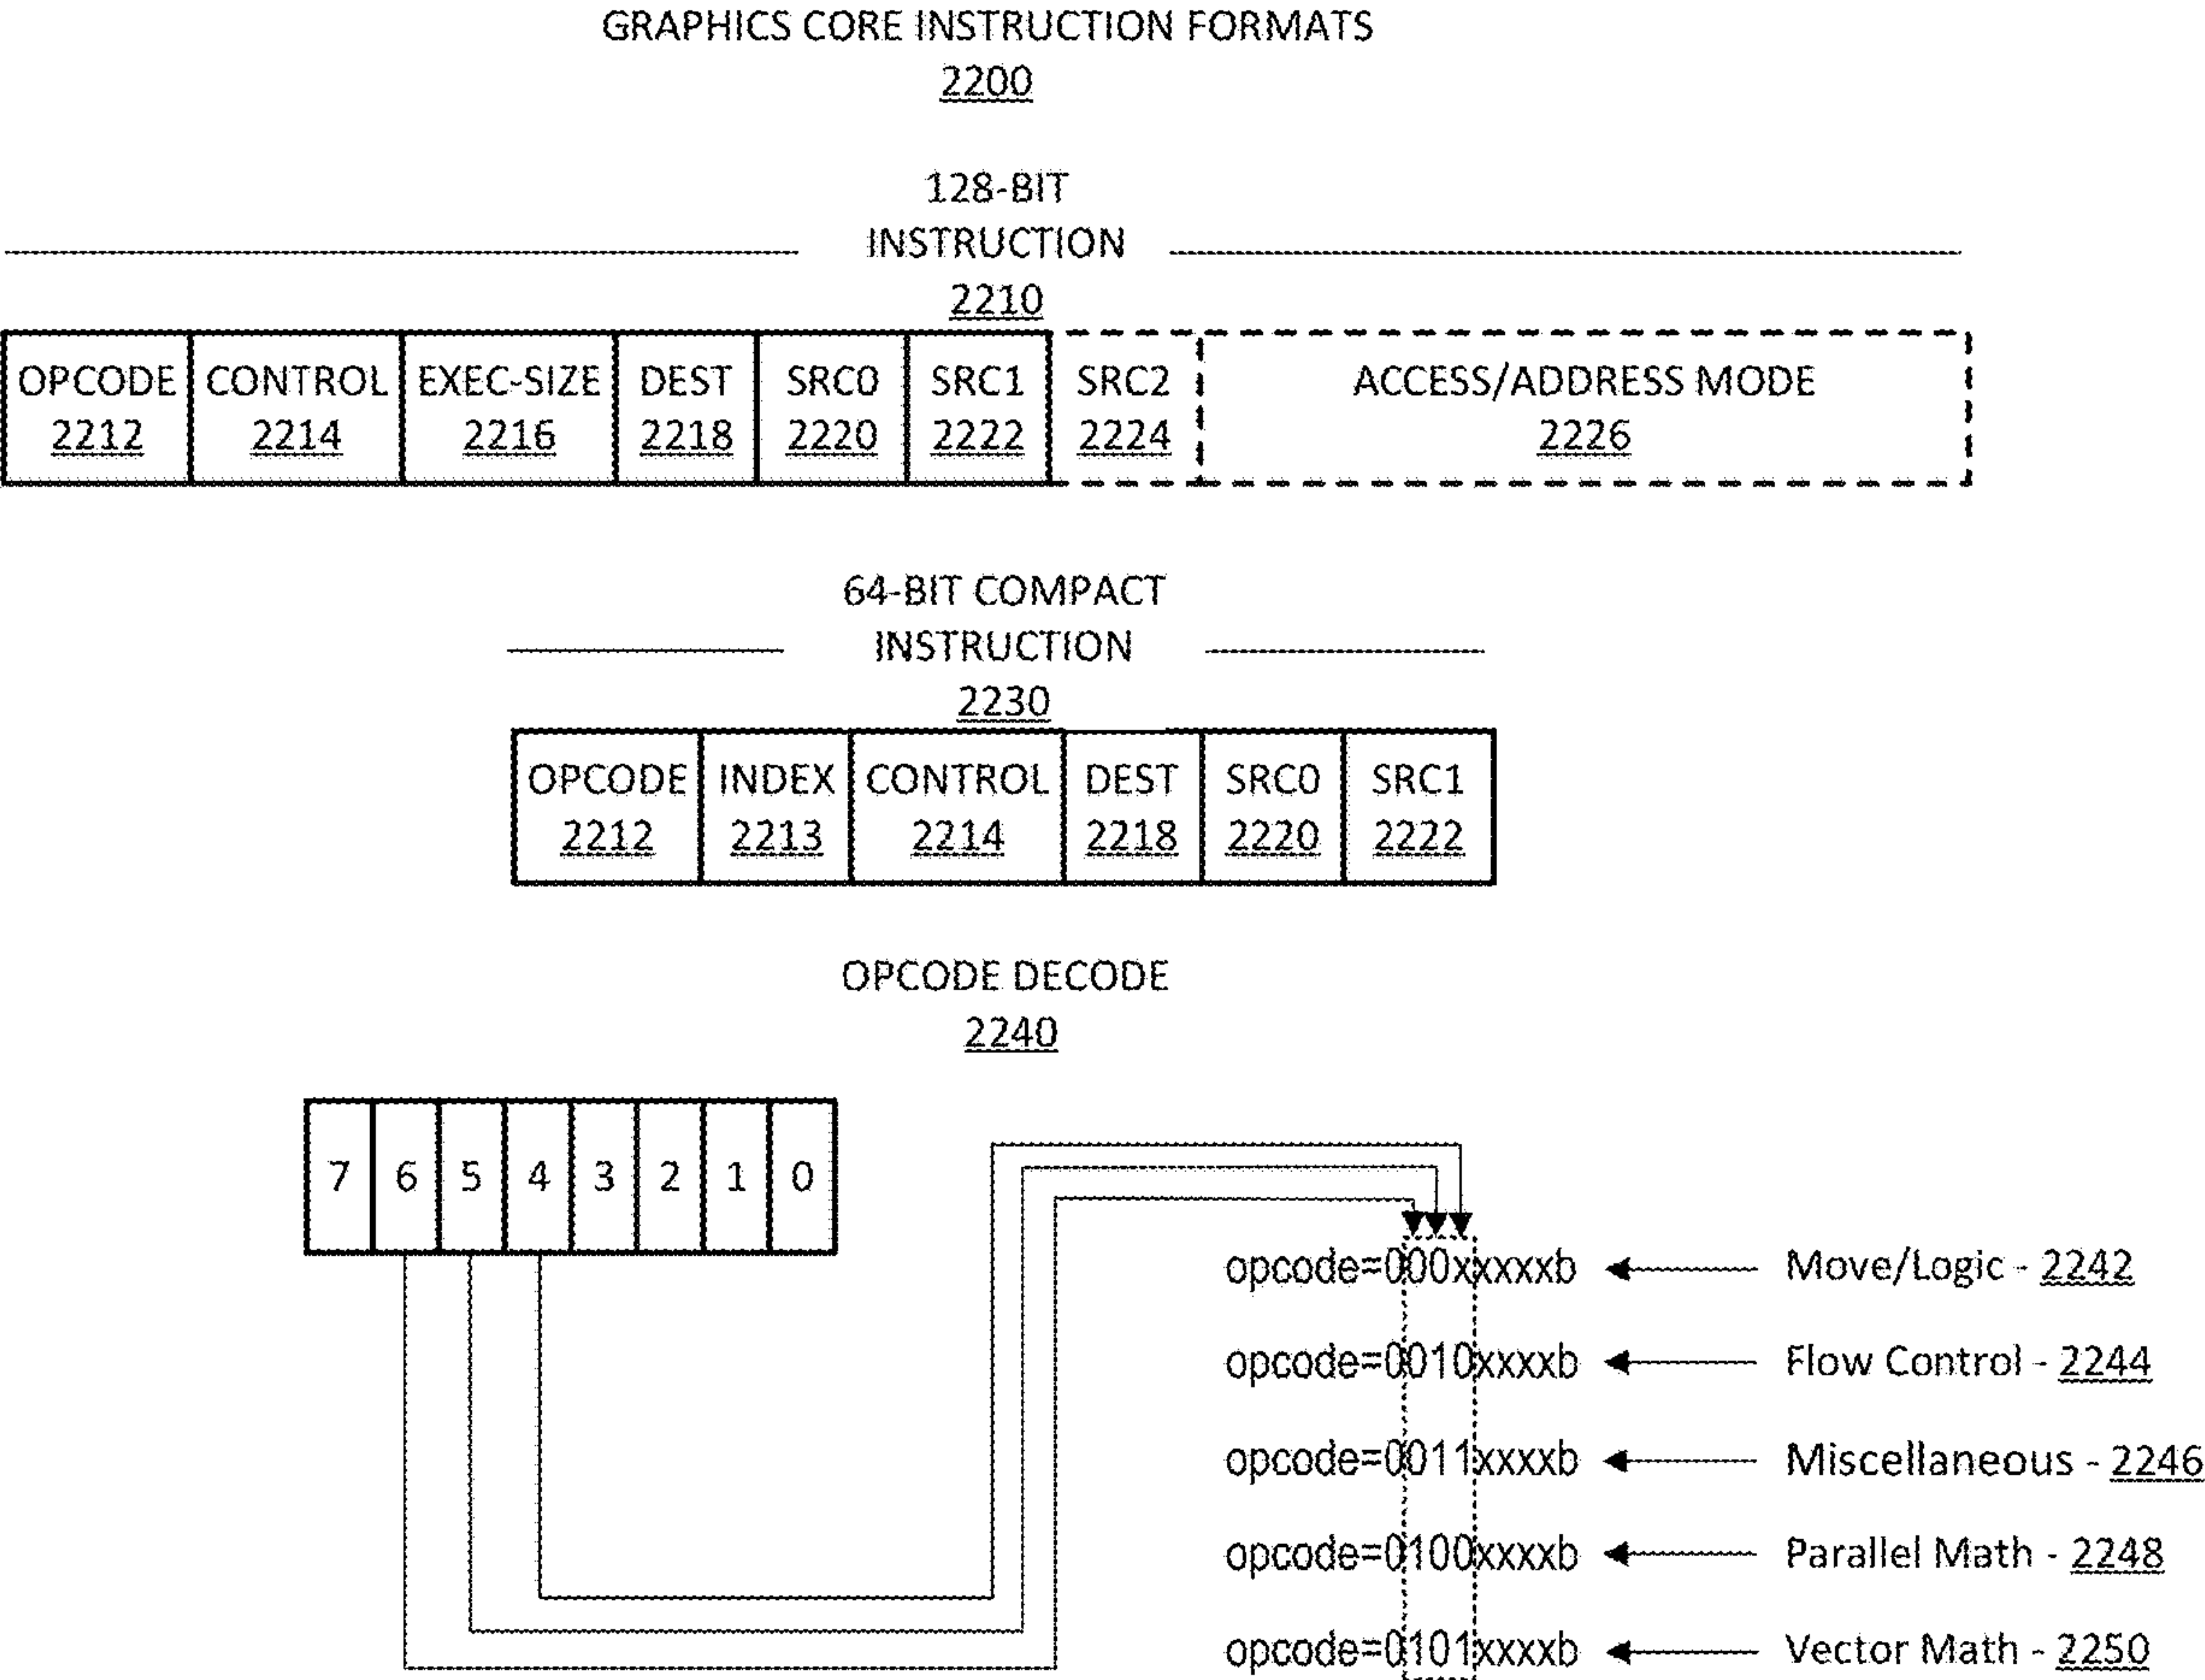 GRAPHICS CORE INSTRUCTION FORMATS
2200
128-BIT
INSTRUCTION
2210
OPCODE CONTROL EXEC-SIZE DEST SRC0 SRC1 SRC2 ACCESS/ADDRESS MODE
2212 2214 2216 2218 2220 2222 2224 2226
64-BIT COMPACT
INSTRUCTION
2230
OPCODE INDEX CONTROL DEST SRC0 SRC1
2212 2213 2214 2218 2220 2222
OPCODE DECODE
2240
7 6 5 4 3 2 1 0
opcode=000xxxxxb Move/Logic - 2242
opcode=0010xxxxb Flow Control - 2244
opcode=0011xxxxb Miscellaneous - 2246
opcode=0100xxxxb Parallel Math - 2248
opcode=0101xxxxb Vector Math - 2250